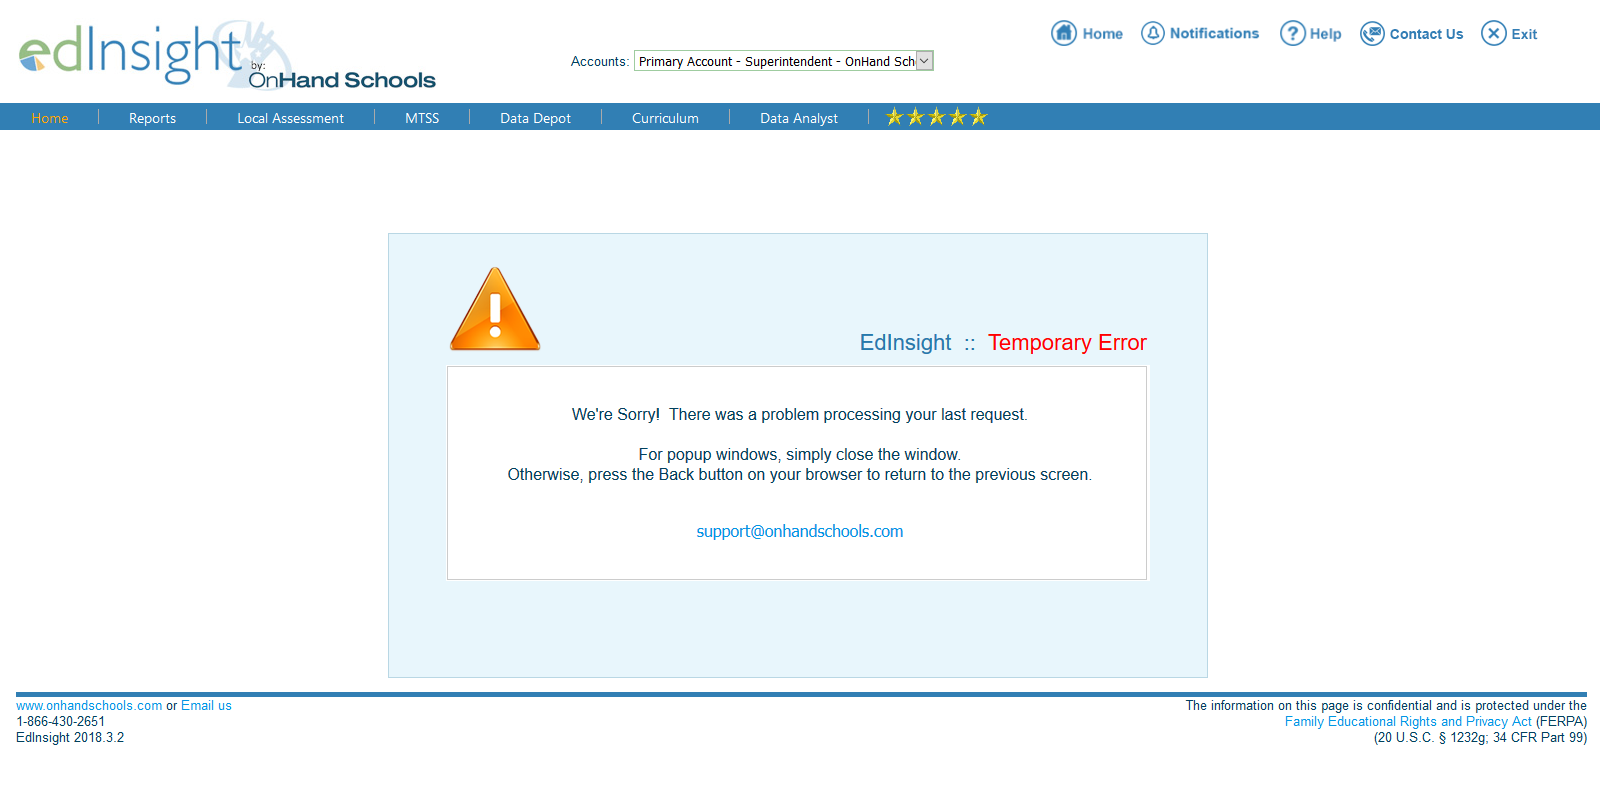 edInsight
by:
OnHand Schools
Accounts: Primary Account - Superintendent - OnHand Sch
Home
Notifications
Help
Contact Us
Exit
Home
Reports
Local Assessment
MTSS
Data Depot
Curriculum
Data Analyst
EdInsight :: Temporary Error
We're Sorry! There was a problem processing your last request.
For popup windows, simply close the window.
Otherwise, press the Back button on your browser to return to the previous screen.
support@onhandschools.com
www.onhandschools.com or Email us
1-866-430-2651
EdInsight 2018.3.2
The information on this page is confidential and is protected under the
Family Educational Rights and Privacy Act (FERPA)
(20 U.S.C. § 1232g; 34 CFR Part 99)